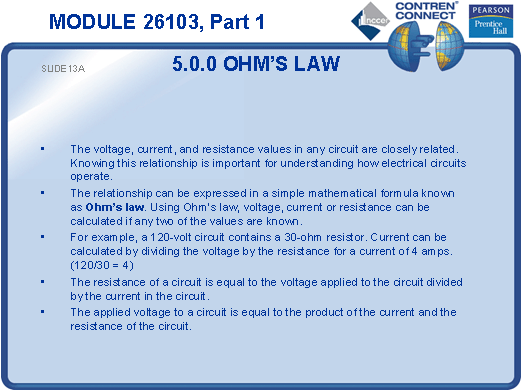 MODULE 26103, Part 1
nccer
CONTREN®
CONNECT
PEARSON
Prentice
Hall
SLIDE 13A
5.0.0 OHM’S LAW
• The voltage, current, and resistance values in any circuit are closely related.
Knowing this relationship is important for understanding how electrical circuits
operate.
• The relationship can be expressed in a simple mathematical formula known
as Ohm’s law. Using Ohm’s law, voltage, current or resistance can be
calculated if any two of the values are known.
• For example, a 120-volt circuit contains a 30-ohm resistor. Current can be
calculated by dividing the voltage by the resistance for a current of 4 amps.
(120/30 = 4)
• The resistance of a circuit is equal to the voltage applied to the circuit divided
by the current in the circuit.
• The applied voltage to a circuit is equal to the product of the current and the
resistance of the circuit.